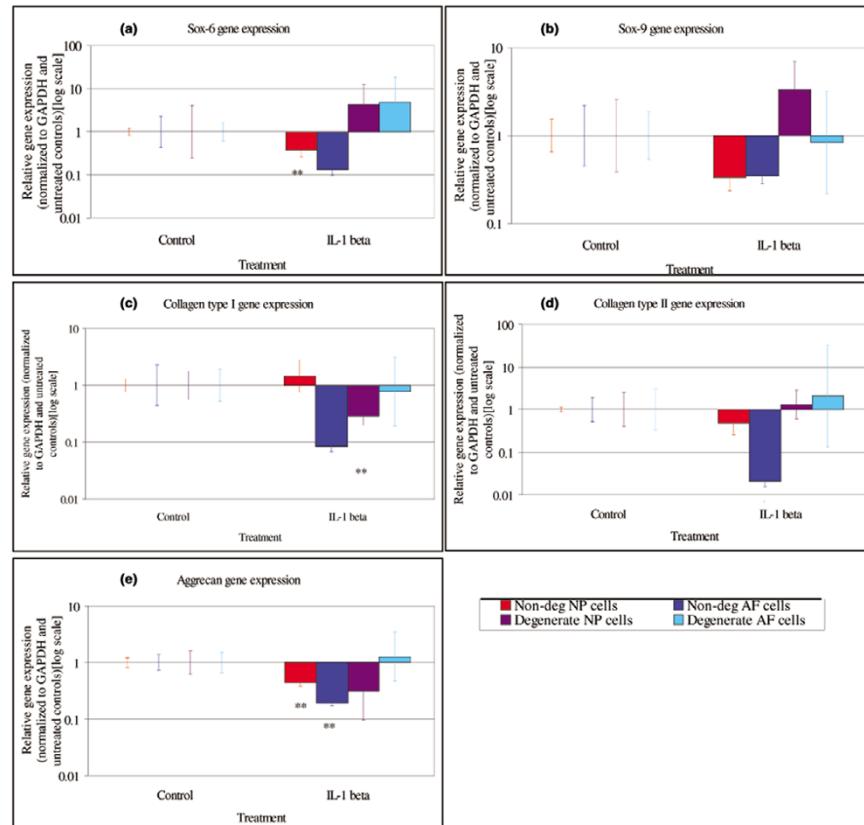 (a)
Sox-6 gene expression
Relative gene expression
(normalized to GAPDH and
untreated controls)[log scale]
100
10
1
0.1
0.01
**
Control
IL-1 beta
Treatment
(b)
Sox-9 gene expression
Relative gene expression
(normalized to GAPDH and
untreated controls)[log scale]
10
1
0.1
Control
IL-1 beta
Treatment
(c)
Collagen type I gene expression
Relative gene expression (normalized
to GAPDH and untreated
controls)[log scale]
10
1
0.1
0.01
**
Control
IL-1 beta
Treatment
(d)
Collagen type II gene expression
Relative gene expression (normalized
to GAPDH and untreated
controls)[log scale]
100
10
1
0.1
0.01
Control
IL-1 beta
Treatment
(e)
Aggrecan gene expression
Relative gene expression
(normalized to GAPDH and
untreated controls)[log scale]
10
1
0.1
0.01
**
**
Control
IL-1 beta
Treatment
Non-deg NP cells
Non-deg AF cells
Degenerate NP cells
Degenerate AF cells